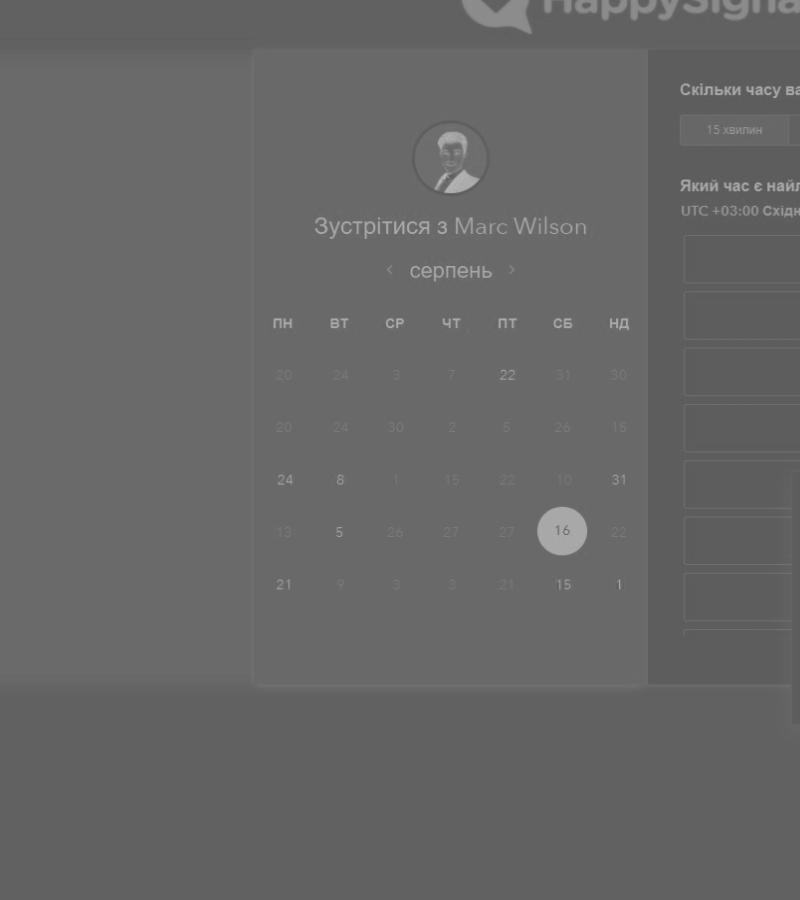 HappySigna
Скільки часу ва
15 хвилин
Зустрітися з Marc Wilson
Який час є найл
UTC +03:00 Східн
серпень
ПН ВТ СР ЧТ ПТ СБ НД
20 24 3 7 22 31 30
20 24 30 2 5 26 15
24 8 1 15 22 10 31
13 5 26 27 27 16 22
21 9 3 3 21 15 1